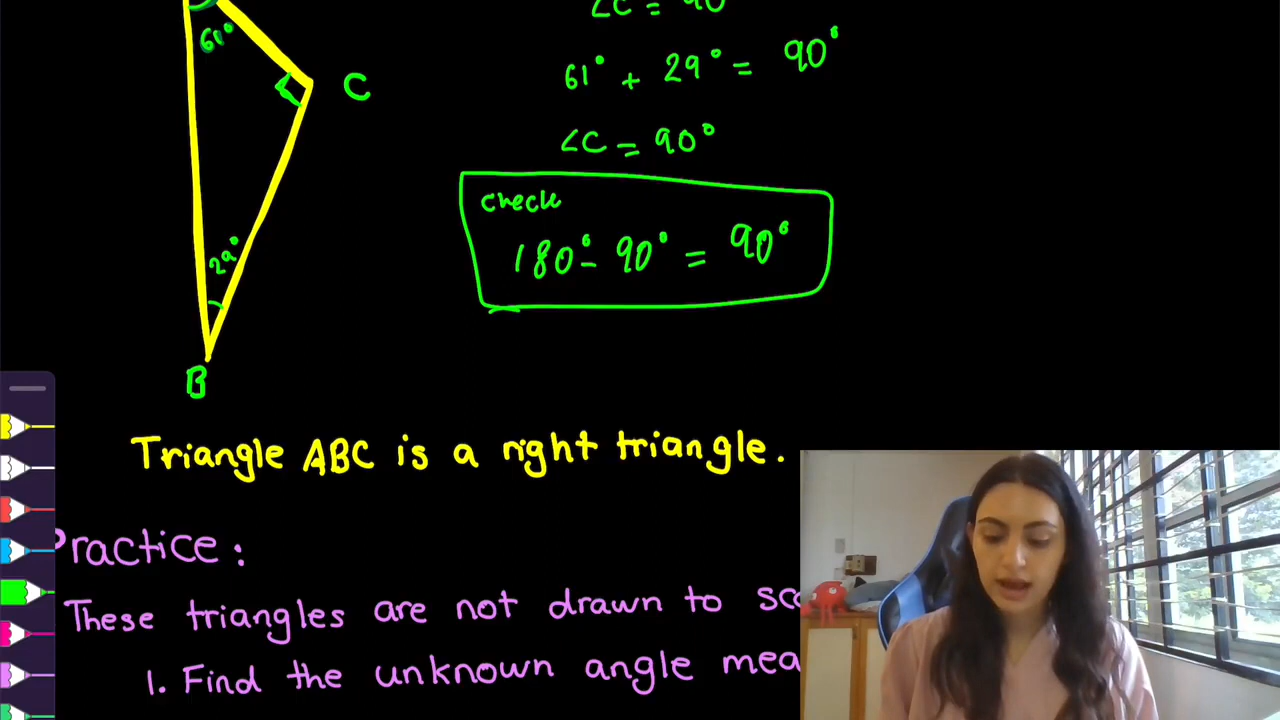 ∠C = 90
61°
61° + 29° = 90°
C
∠C = 90°
check
180° - 90° = 90°
29°
B
Triangle ABC is a right triangle.
Practice:
These triangles are not drawn to
1. Find the unknown angle